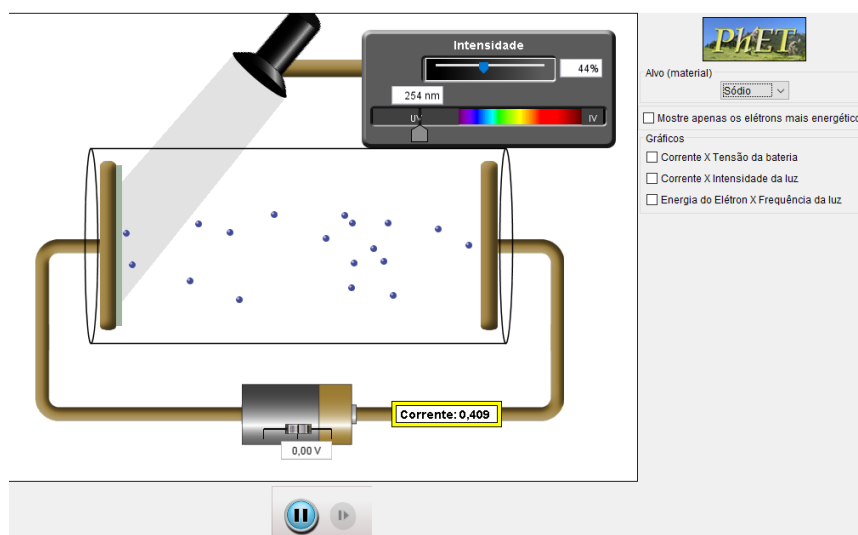 Intensidade
44%
254 nm
UV
IV
Corrente: 0,409
0,00 V
PhET
Alvo (material)
Sódio
Mostre apenas os elétrons mais energético
Gráficos
Corrente X Tensão da bateria
Corrente X Intensidade da luz
Energia do Elétron X Frequência da luz